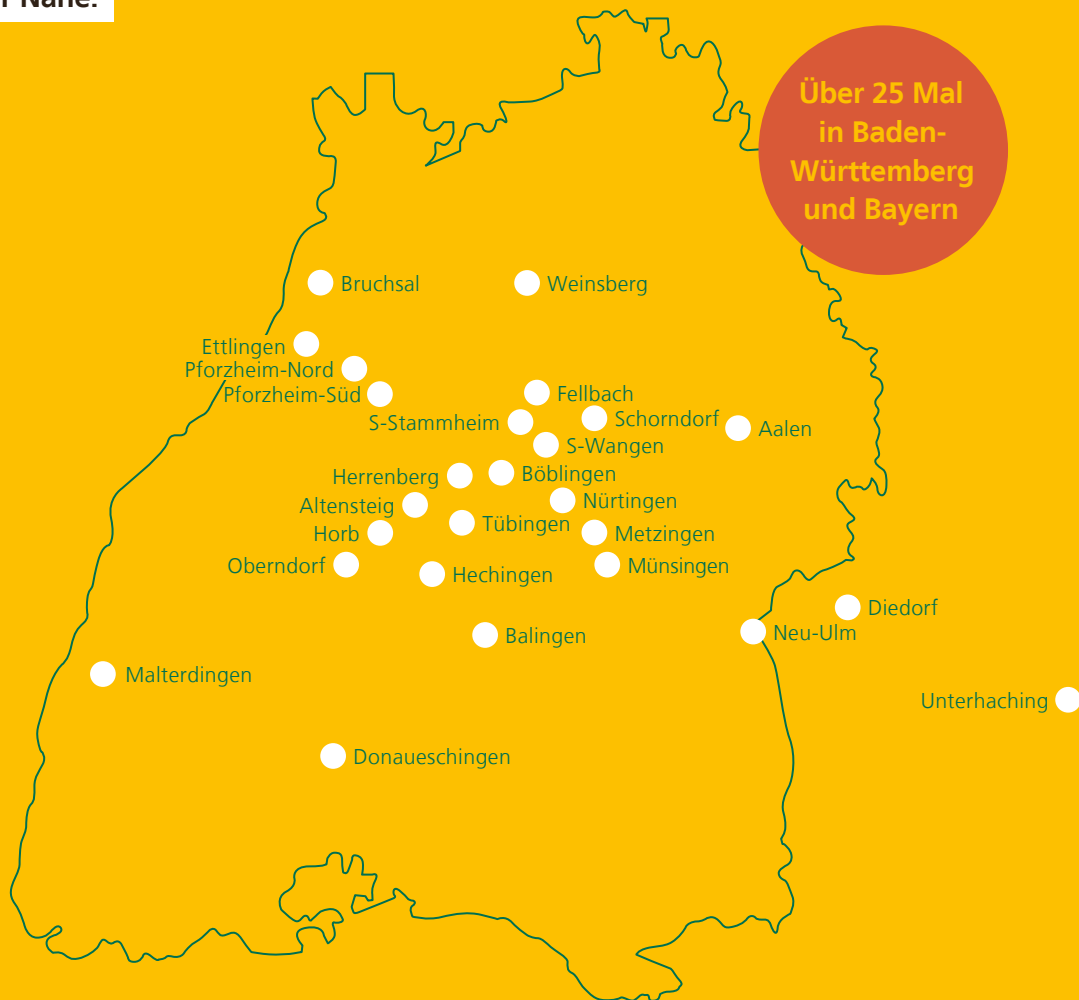 Nähe.
Über 25 Mal
in Baden-
Württemberg
und Bayern
Bruchsal
Weinsberg
Ettlingen
Pforzheim-Nord
Pforzheim-Süd
Fellbach
S-Stammheim
Schorndorf
Aalen
S-Wangen
Herrenberg
Böblingen
Altensteig
Nürtingen
Horb
Tübingen
Metzingen
Oberndorf
Hechingen
Münsingen
Diedorf
Balingen
Neu-Ulm
Malterdingen
Unterhaching
Donaueschingen